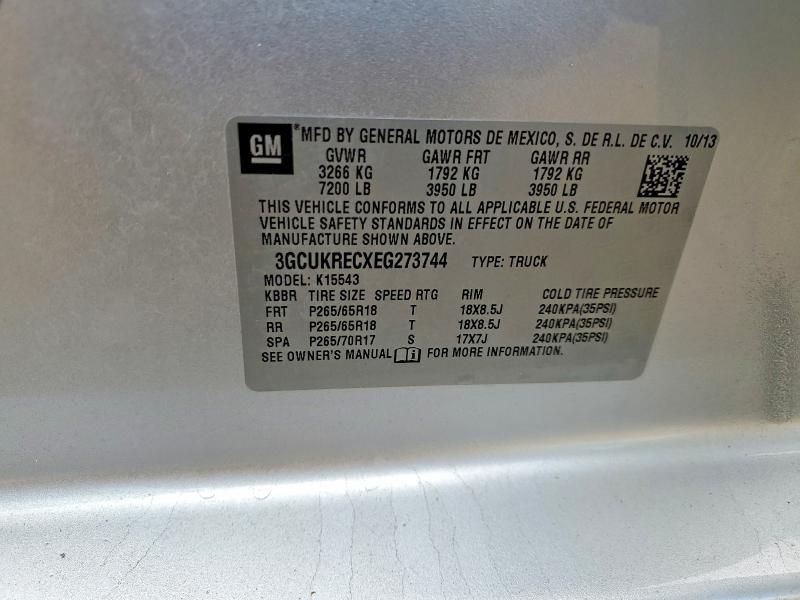 GM *MFD BY GENERAL MOTORS DE MEXICO, S. DE R.L. DE C.V. 10/13
GVWR GAWR FRT GAWR RR
3266 KG 1792 KG 1792 KG
7200 LB 3950 LB 3950 LB
THIS VEHICLE CONFORMS TO ALL APPLICABLE U.S. FEDERAL MOTOR
VEHICLE SAFETY STANDARDS IN EFFECT ON THE DATE OF
MANUFACTURE SHOWN ABOVE.
3GCUKRECXEG273744 TYPE: TRUCK
MODEL: K15543
KBBR TIRE SIZE SPEED RTG RIM COLD TIRE PRESSURE
FRT P265/65R18 T 18X8.5J 240KPA(35PSI)
RR P265/65R18 T 18X8.5J 240KPA(35PSI)
SPA P265/70R17 S 17X7J 240KPA(35PSI)
SEE OWNER'S MANUAL FOR MORE INFORMATION.